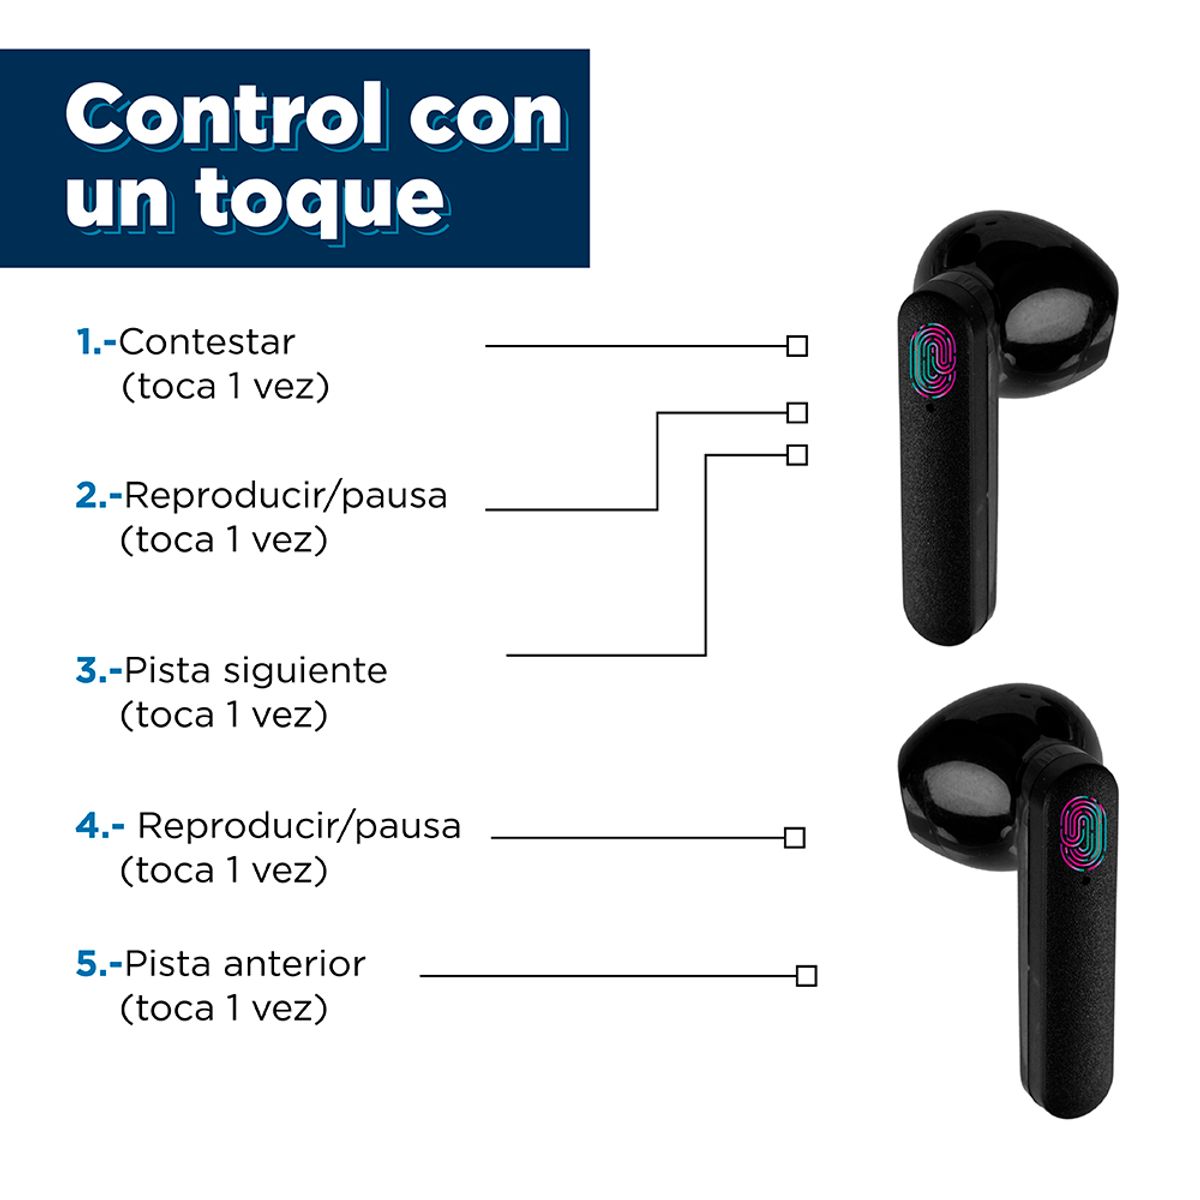 Control con
un toque
1.-Contestar
(toca 1 vez)
2.-Reproducir/pausa
(toca 1 vez)
3.-Pista siguiente
(toca 1 vez)
4.- Reproducir/pausa
(toca 1 vez)
5.-Pista anterior
(toca 1 vez)